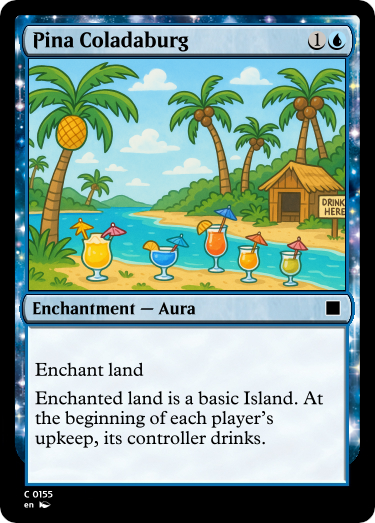 Pina Coladaburg 1
DRINK
HERE
Enchantment — Aura
Enchant land
Enchanted land is a basic Island. At
the beginning of each player's
upkeep, its controller drinks.
C 0155
en